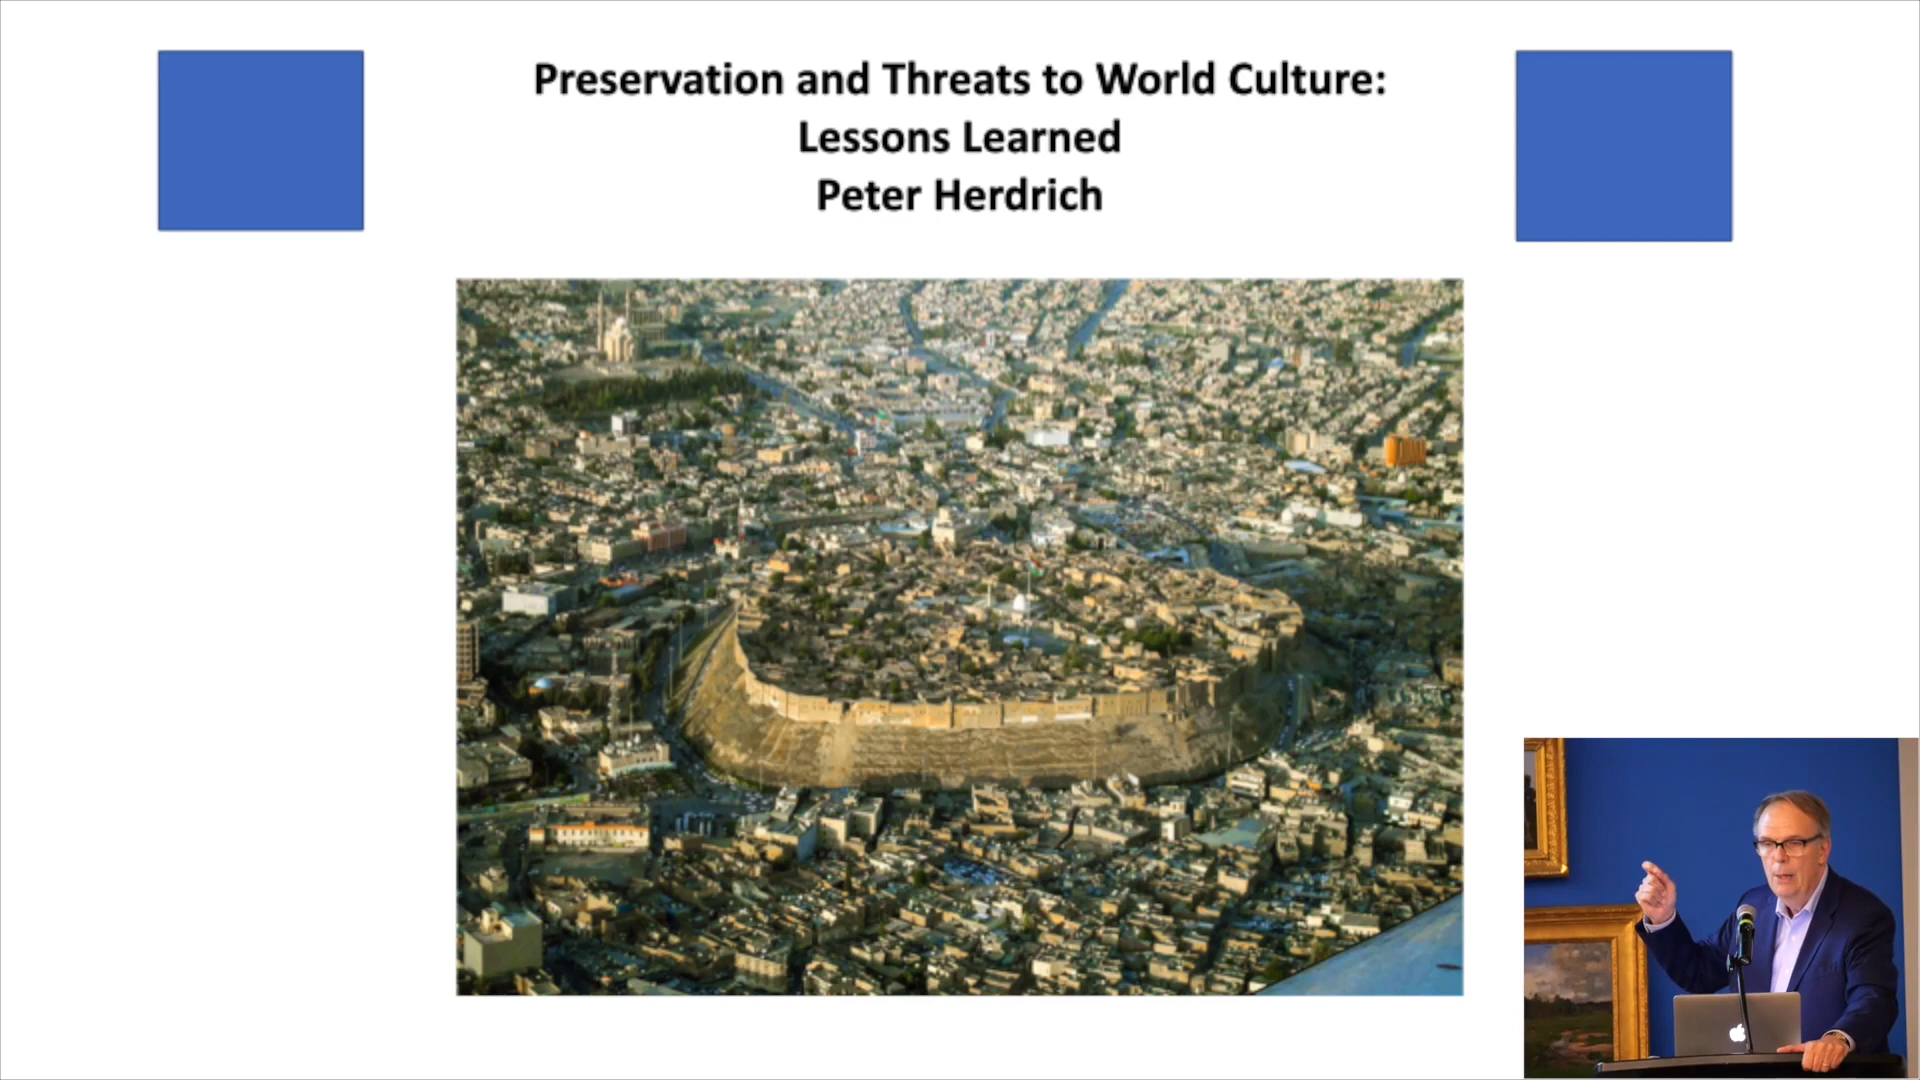 Preservation and Threats to World Culture:
Lessons Learned
Peter Herdrich